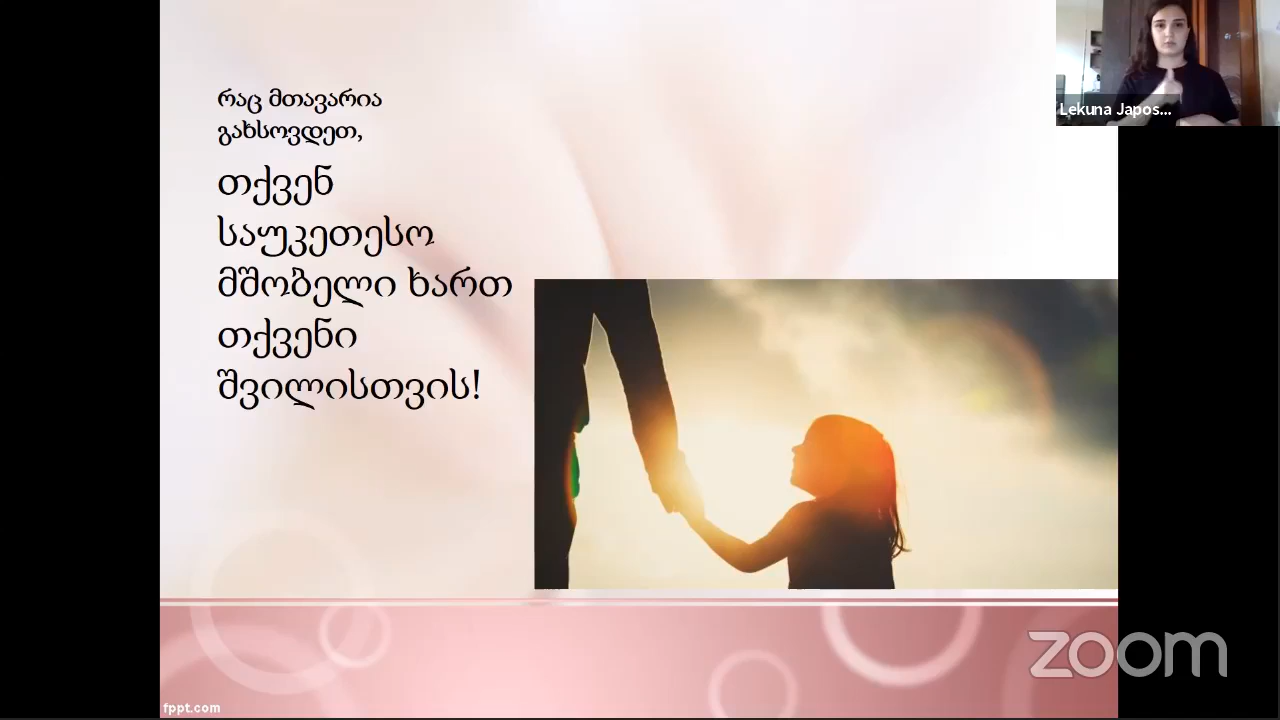 რაც მთავარია
გახსოვდეთ,
თქვენ
საუკეთესო
მშობელი ხართ
თქვენი
შვილისთვის!
Lekuna Japos...
zoom
fppt.com